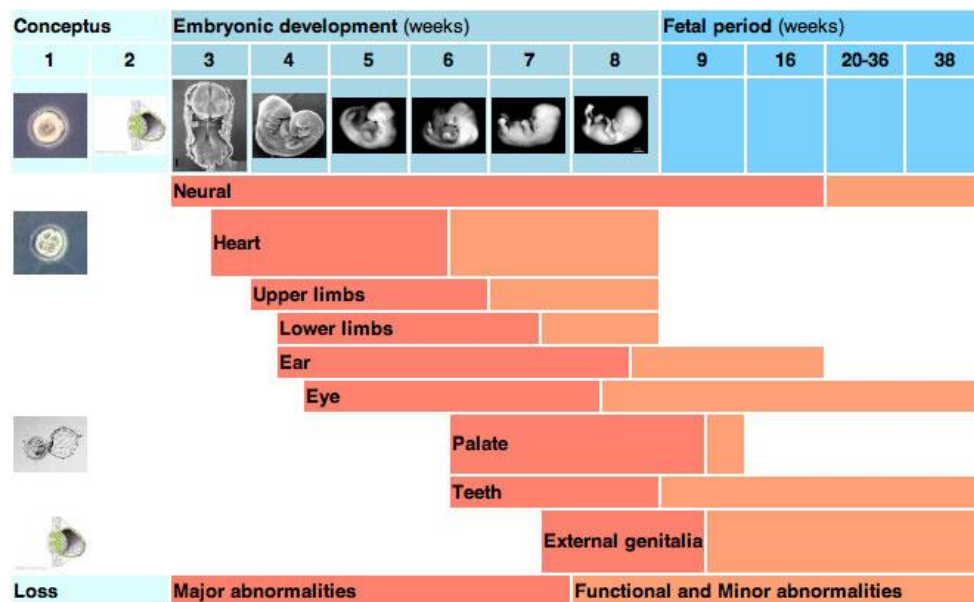 Conceptus Embryonic development (weeks) Fetal period (weeks)
1 2 3 4 5 6 7 8 9 16 20-36 38
Neural
Heart
Upper limbs
Lower limbs
Ear
Eye
Palate
Teeth
External genitalia
Loss Major abnormalities Functional and Minor abnormalities